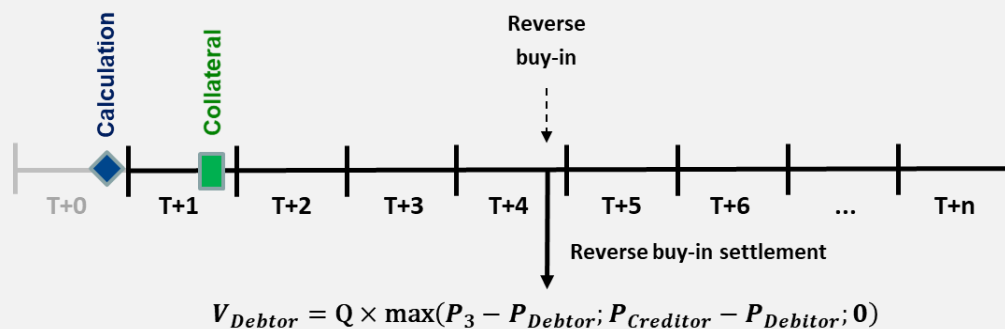 Reverse
buy-in
Calculation
Collateral
T+0 T+1 T+2 T+3 T+4 T+5 T+6 ... T+n
Reverse buy-in settlement
V_Debtor = Q × max(P_3 − P_Debtor; P_Creditor − P_Debitor; 0)